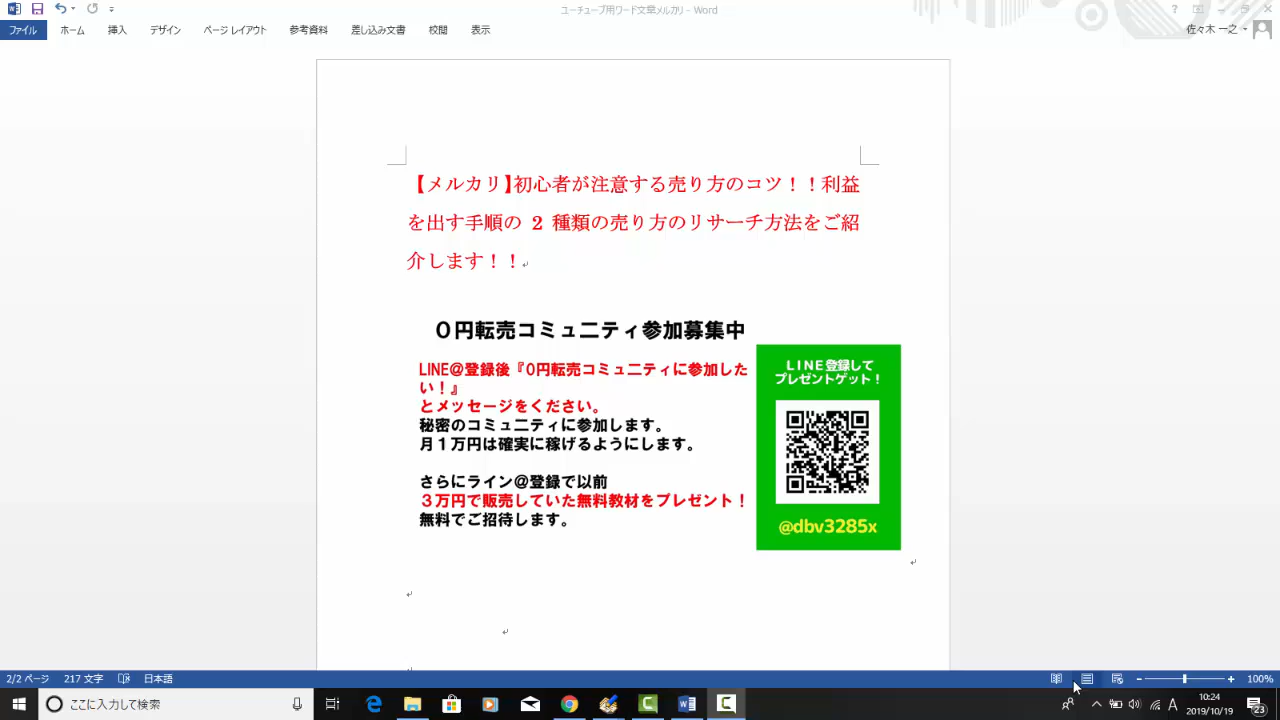 ユーチューブ用ワード文章メルカリ - Word
ファイル ホーム 挿入 デザイン ページ レイアウト 参考資料 差し込み文書 校閲 表示 佐々木 一之
【メルカリ】初心者が注意する売り方のコツ！！利益
を出す手順の 2 種類の売り方のリサーチ方法をご紹
介します！！
０円転売コミュニティ参加募集中
LINE@登録後『0円転売コミュニティに参加した
い！』
とメッセージをください。
秘密のコミュニティに参加します。
月１万円は確実に稼げるようにします。
さらにライン@登録で以前
３万円で販売していた無料教材をプレゼント！
無料でご招待します。
ＬＩＮＥ登録して
プレゼントゲット！
@dbv3285x
2/2 ページ 217 文字 日本語 100%
ここに入力して検索
A 10:24
2019/10/19
23